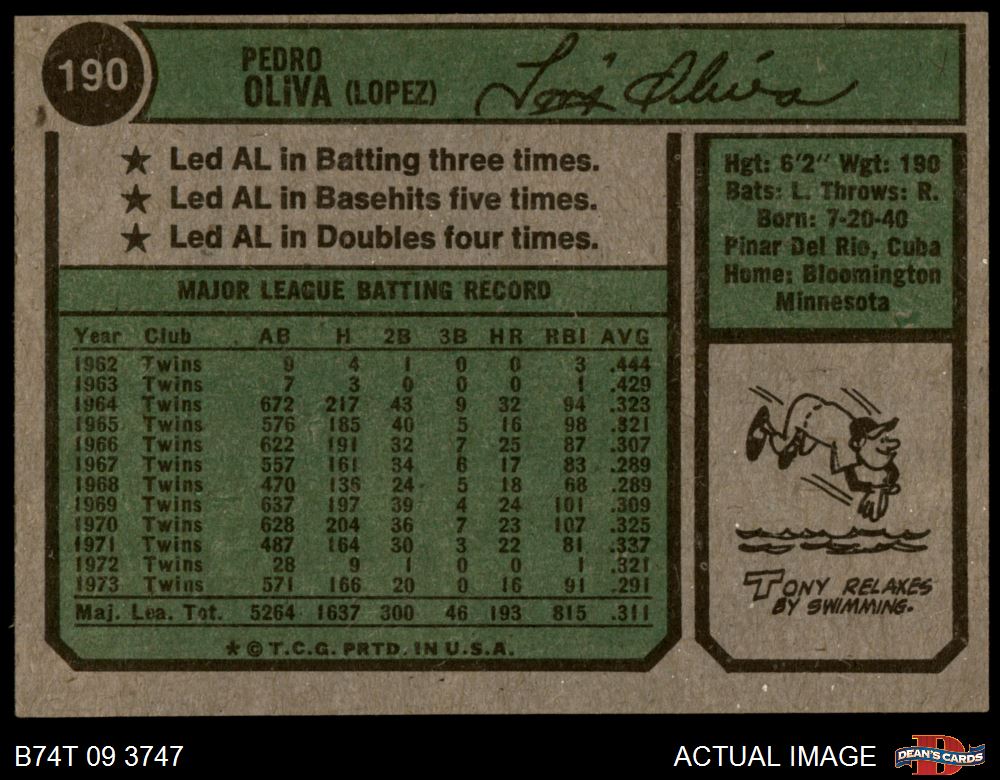 190
PEDRO
OLIVA (LOPEZ)
Tony Oliva
★ Led AL in Batting three times.
★ Led AL in Basehits five times.
★ Led AL in Doubles four times.
Hgt: 6'2" Wgt: 190
Bats: L. Throws: R.
Born: 7-20-40
Pinar Del Rio, Cuba
Home: Bloomington
Minnesota
MAJOR LEAGUE BATTING RECORD
Year Club AB H 2B 3B HR RBI AVG
1962 Twins 9 4 1 0 0 3 .444
1963 Twins 7 3 0 0 0 1 .429
1964 Twins 672 217 43 9 32 94 .323
1965 Twins 576 185 40 5 16 98 .321
1966 Twins 622 191 32 7 25 87 .307
1967 Twins 557 161 34 6 17 83 .289
1968 Twins 470 136 24 5 18 68 .289
1969 Twins 637 197 39 4 24 101 .309
1970 Twins 628 204 36 7 23 107 .325
1971 Twins 487 164 30 3 22 81 .337
1972 Twins 28 9 1 0 0 1 .321
1973 Twins 571 166 20 0 16 91 .291
Maj. Lea. Tot. 5264 1637 300 46 193 815 .311
★ © T.C.G. PRTD. IN U.S.A.
TONY RELAXES
BY SWIMMING.
B74T 09 3747
ACTUAL IMAGE
DEAN'S CARDS